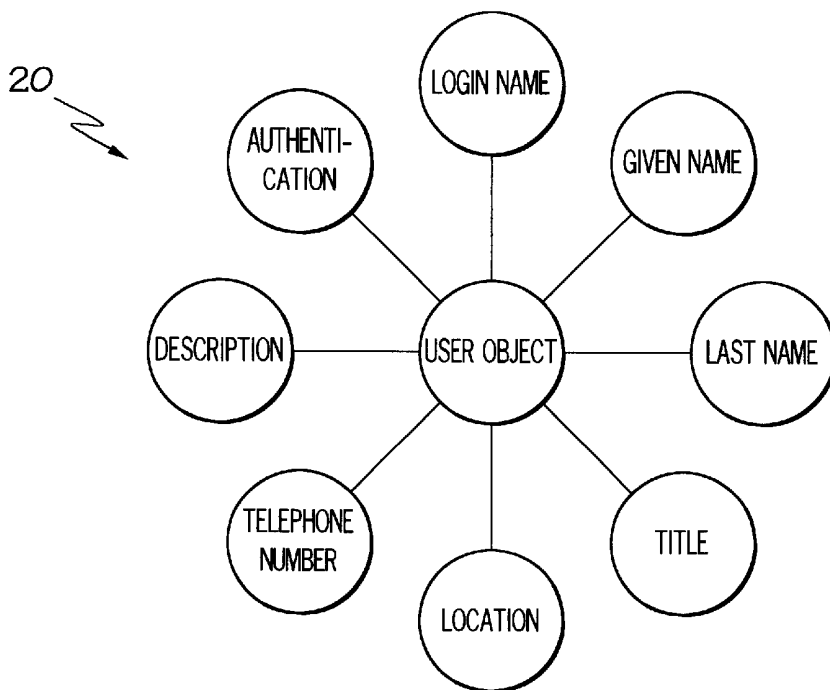 20
LOGIN NAME
AUTHENTI-
CATION
GIVEN NAME
DESCRIPTION
USER OBJECT
LAST NAME
TELEPHONE
NUMBER
TITLE
LOCATION